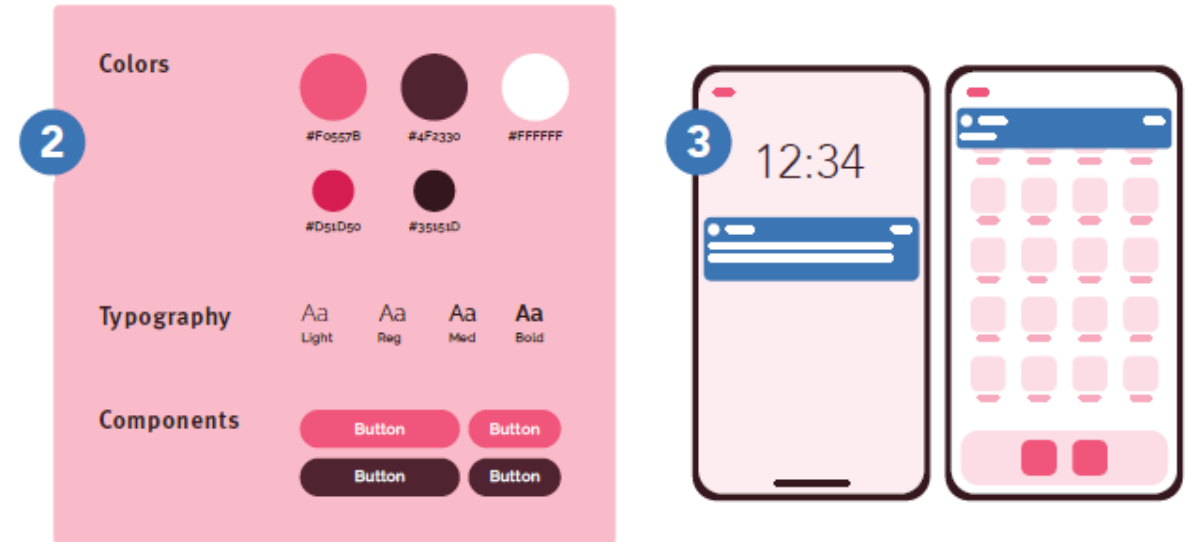 Colors
2
#F0557B #4F2330 #FFFFFF
#D51D50 #35151D
Typography
Aa Aa Aa Aa
Light Reg Med Bold
Components
Button Button
Button Button
3
12:34